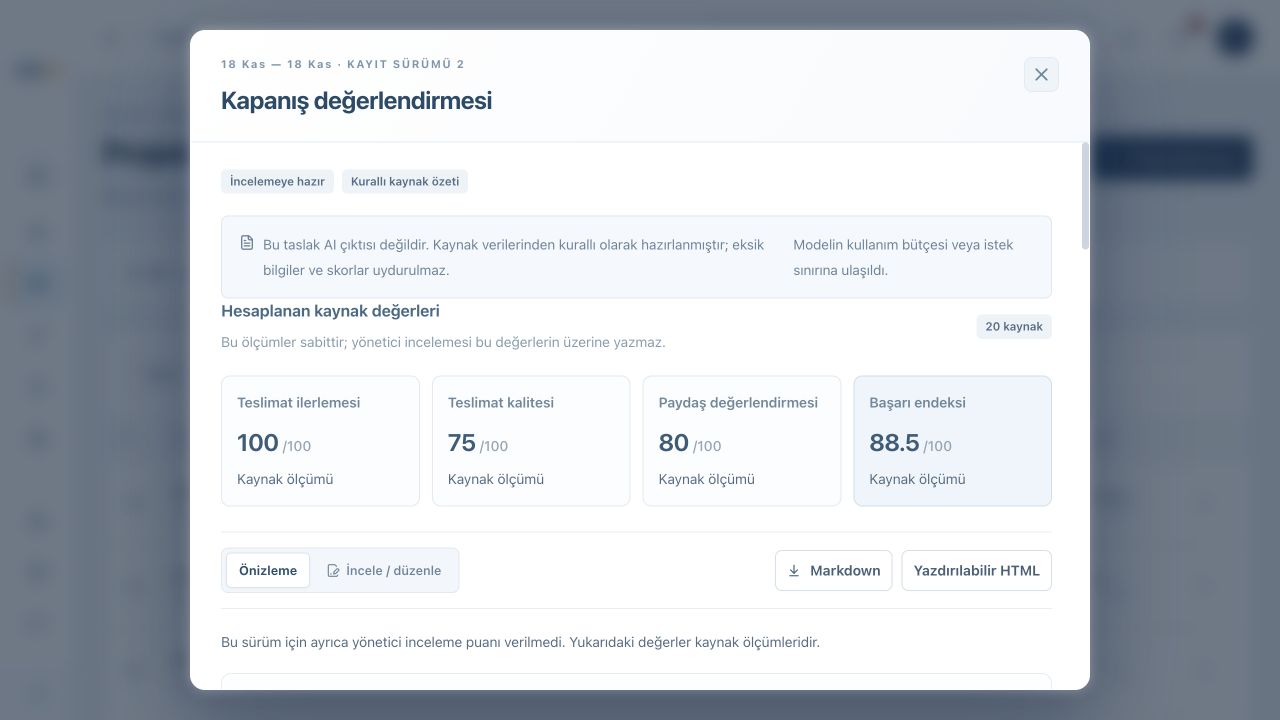 18 Kas — 18 Kas · KAYIT SÜRÜMÜ 2
Kapanış değerlendirmesi
İncelemeye hazır
Kurallı kaynak özeti
Bu taslak AI çıktısı değildir. Kaynak verilerinden kurallı olarak hazırlanmıştır; eksik
bilgiler ve skorlar uydurulmaz.
Modelin kullanım bütçesi veya istek
sınırına ulaşıldı.
Hesaplanan kaynak değerleri
Bu ölçümler sabittir; yönetici incelemesi bu değerlerin üzerine yazmaz.
20 kaynak
Teslimat ilerlemesi
100 /100
Kaynak ölçümü
Teslimat kalitesi
75 /100
Kaynak ölçümü
Paydaş değerlendirmesi
80 /100
Kaynak ölçümü
Başarı endeksi
88.5 /100
Kaynak ölçümü
Önizleme
İncele / düzenle
Markdown
Yazdırılabilir HTML
Bu sürüm için ayrıca yönetici inceleme puanı verilmedi. Yukarıdaki değerler kaynak ölçümleridir.